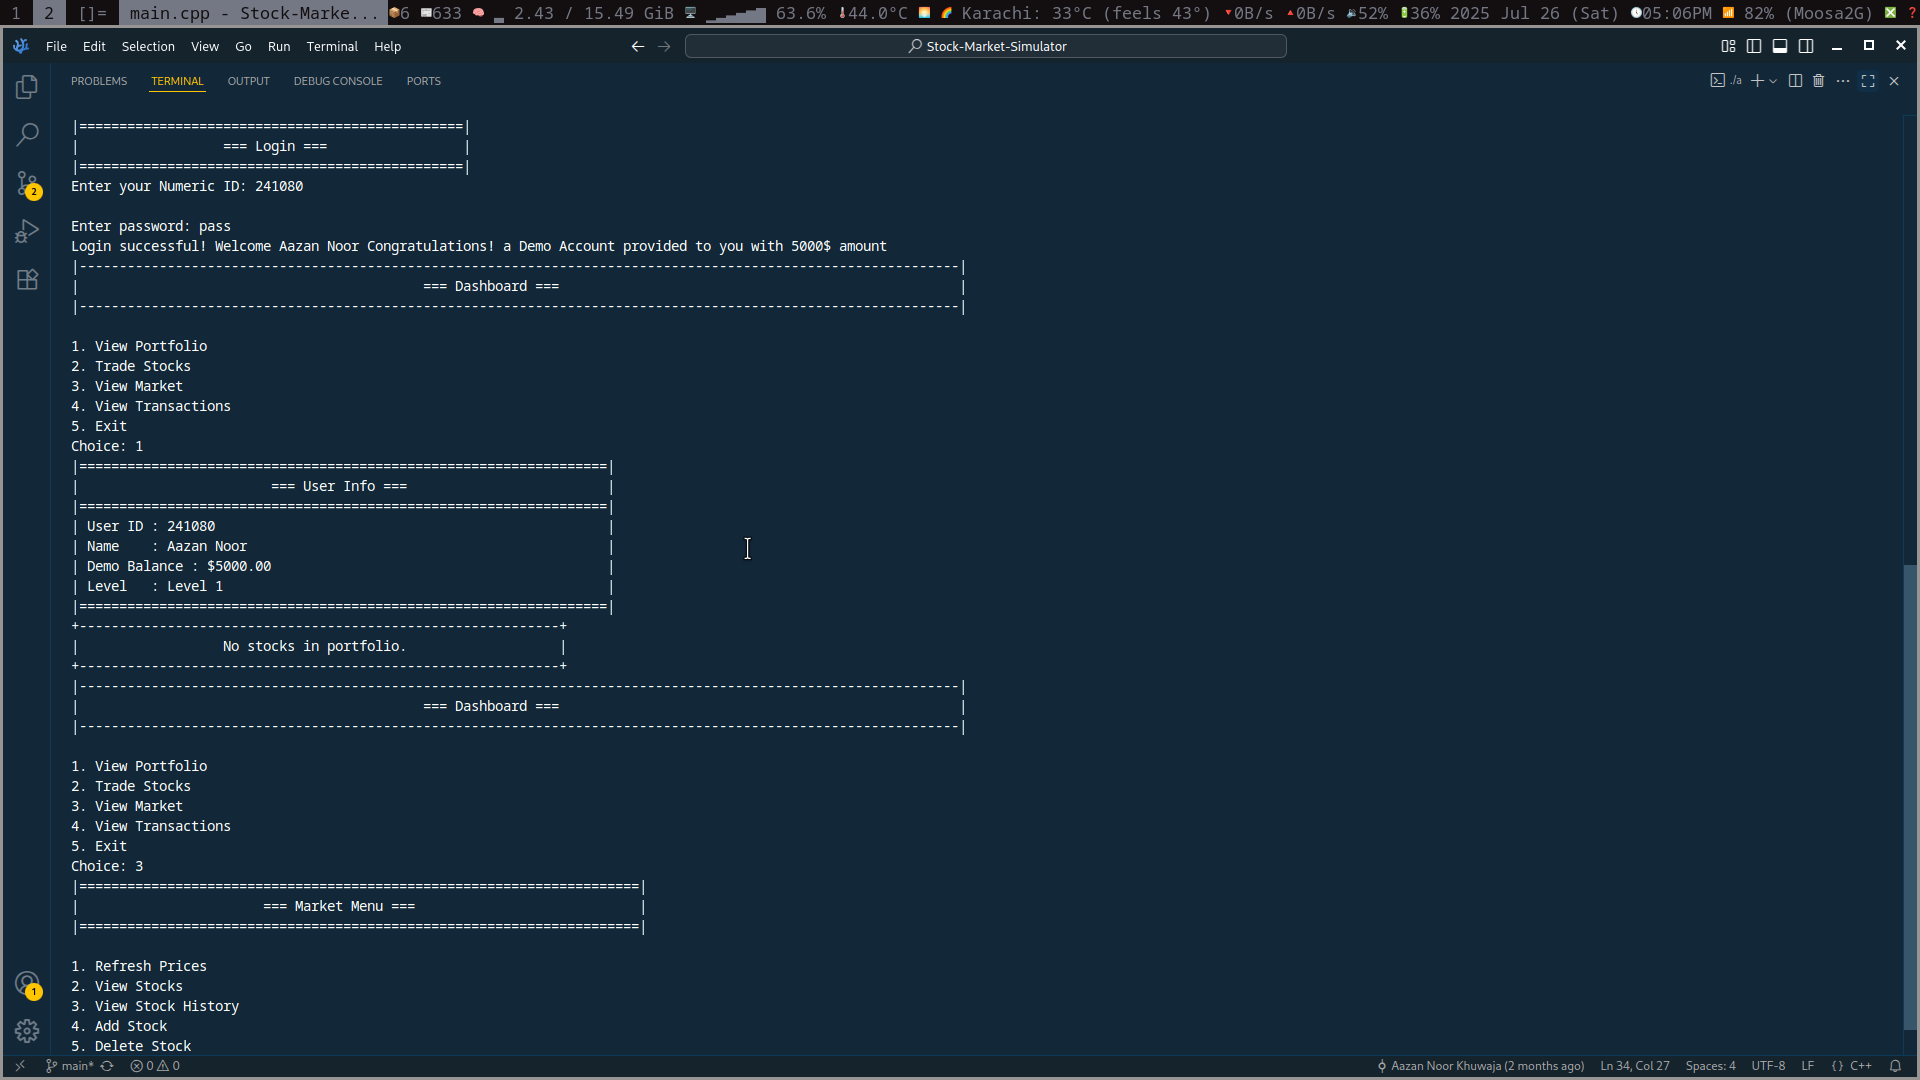 1 2 []= main.cpp - Stock-Marke... 6 633 2.43 / 15.49 GiB 63.6% 44.0°C Karachi: 33°C (feels 43°) 0B/s 0B/s 52% 36% 2025 Jul 26 (Sat) 05:06PM 82% (Moosa2G)
File Edit Selection View Go Run Terminal Help Stock-Market-Simulator
PROBLEMS TERMINAL OUTPUT DEBUG CONSOLE PORTS ./a
|================================================|
| === Login === |
|================================================|
Enter your Numeric ID: 241080
Enter password: pass
Login successful! Welcome Aazan Noor Congratulations! a Demo Account provided to you with 5000$ amount
|--------------------------------------------------------------------------------------------------------------|
| === Dashboard === |
|--------------------------------------------------------------------------------------------------------------|
1. View Portfolio
2. Trade Stocks
3. View Market
4. View Transactions
5. Exit
Choice: 1
|==================================================================|
| === User Info === |
|==================================================================|
| User ID : 241080 |
| Name : Aazan Noor |
| Demo Balance : $5000.00 |
| Level : Level 1 |
|==================================================================|
+------------------------------------------------------------+
| No stocks in portfolio. |
+------------------------------------------------------------+
|--------------------------------------------------------------------------------------------------------------|
| === Dashboard === |
|--------------------------------------------------------------------------------------------------------------|
1. View Portfolio
2. Trade Stocks
3. View Market
4. View Transactions
5. Exit
Choice: 3
|======================================================================|
| === Market Menu === |
|======================================================================|
1. Refresh Prices
2. View Stocks
3. View Stock History
4. Add Stock
5. Delete Stock
2
1
main* 0 0 Aazan Noor Khuwaja (2 months ago) Ln 34, Col 27 Spaces: 4 UTF-8 LF {} C++